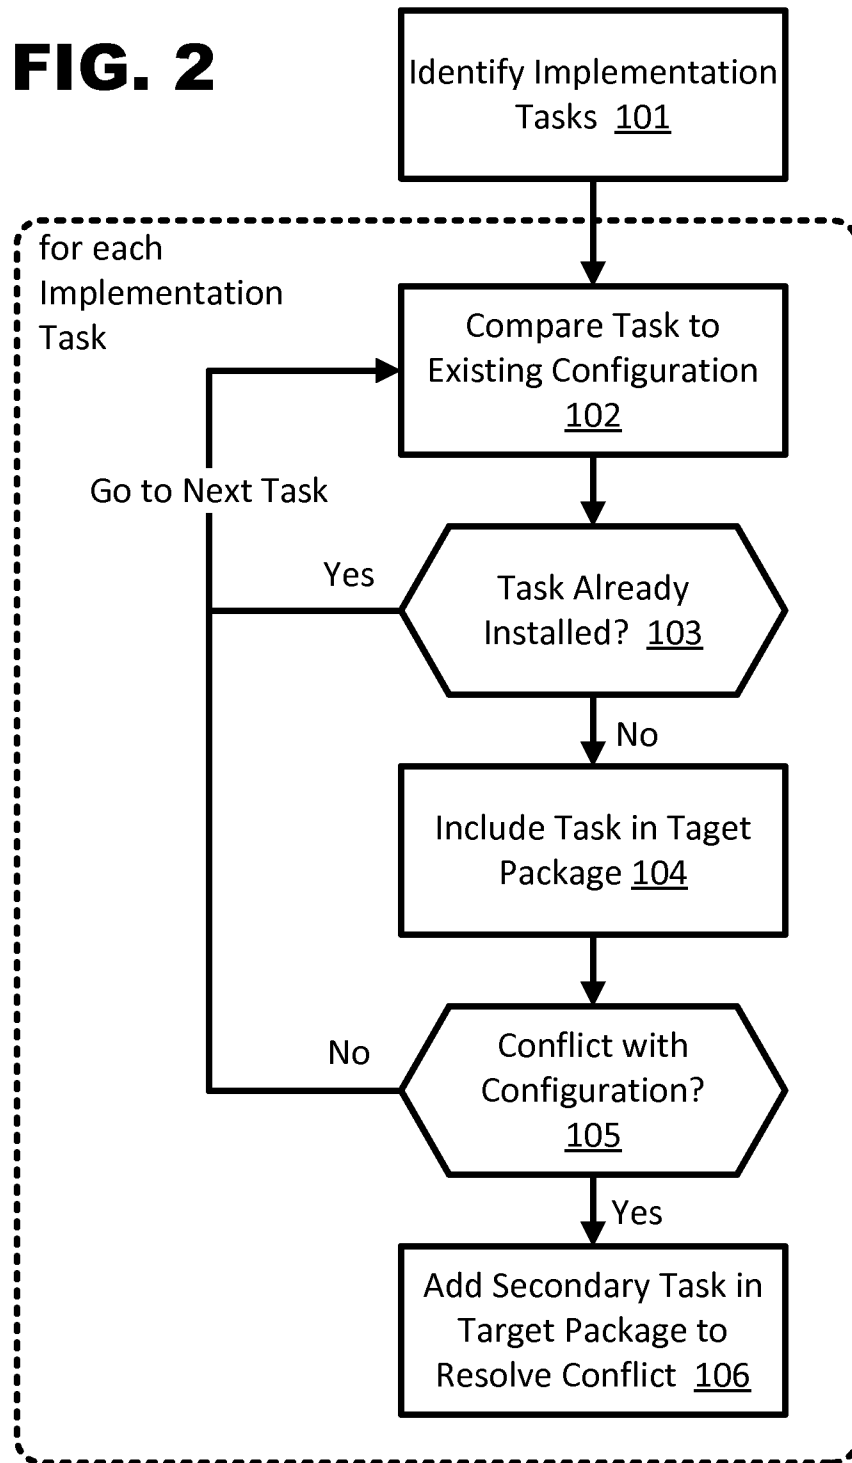 FIG. 2
Identify Implementation
Tasks 101
for each
Implementation
Task
Compare Task to
Existing Configuration
102
Go to Next Task
Yes
Task Already
Installed? 103
No
Include Task in Taget
Package 104
No
Conflict with
Configuration?
105
Yes
Add Secondary Task in
Target Package to
Resolve Conflict 106